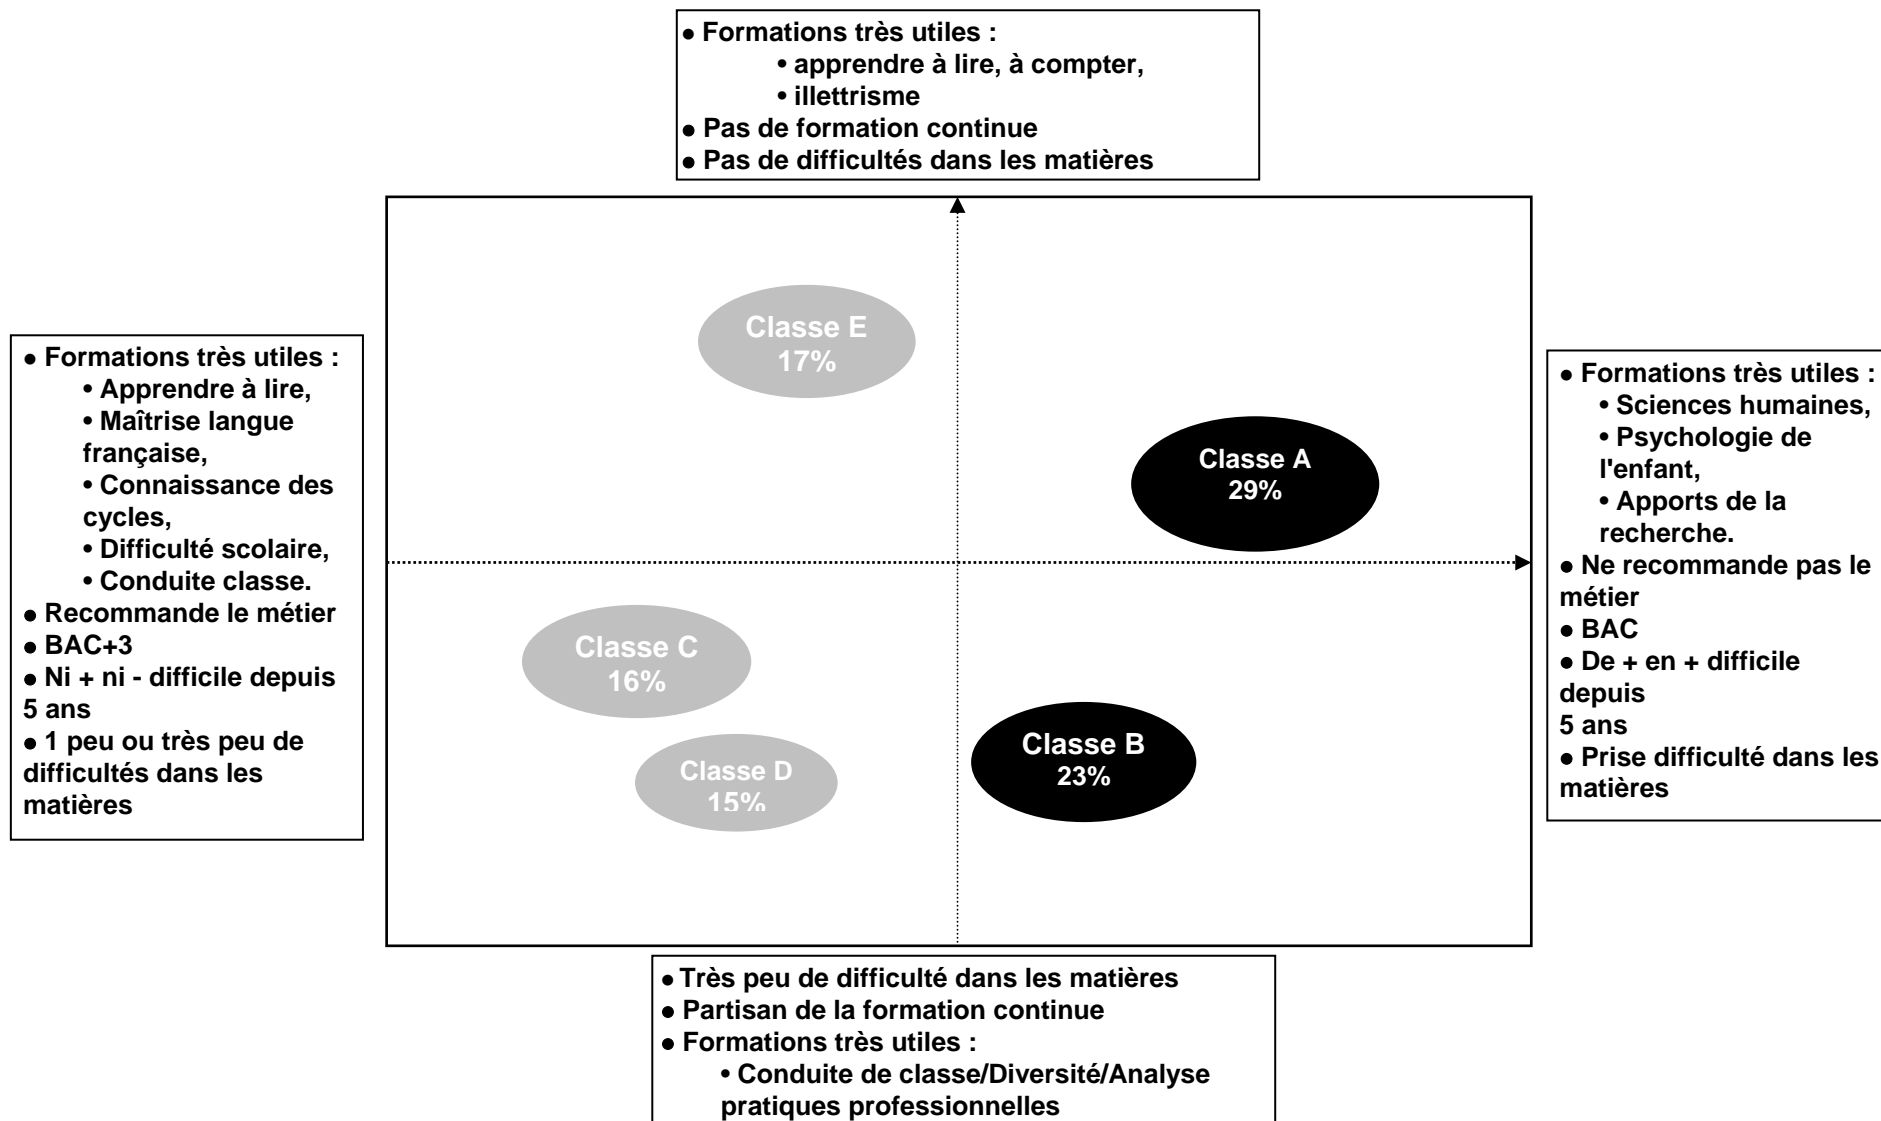 ● Formations très utiles :
• apprendre à lire, à compter,
• illettrisme
● Pas de formation continue
● Pas de difficultés dans les matières
Classe E
17%
● Formations très utiles :
• Apprendre à lire,
• Maîtrise langue
française,
• Connaissance des
cycles,
• Difficulté scolaire,
• Conduite classe.
● Recommande le métier
● BAC+3
● Ni + ni - difficile depuis
5 ans
● 1 peu ou très peu de
difficultés dans les
matières
Classe A
29%
● Formations très utiles :
• Sciences humaines,
• Psychologie de
l'enfant,
• Apports de la
recherche.
● Ne recommande pas le
métier
● BAC
● De + en + difficile
depuis
5 ans
● Prise difficulté dans les
matières
Classe C
16%
Classe B
23%
Classe D
15%
● Très peu de difficulté dans les matières
● Partisan de la formation continue
● Formations très utiles :
• Conduite de classe/Diversité/Analyse
pratiques professionnelles